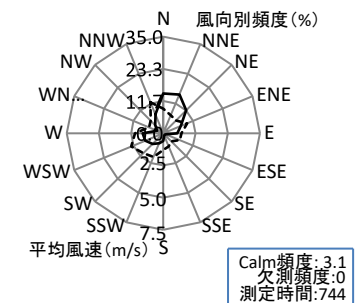 N 風向別頻度(%)
35.0
NNW NNE
NW 23.3 NE
WN... 11.7 ENE
W 0.0 E
WSW 2.5 ESE
SW 5.0 SE
SSW SSE
7.5
平均風速(m/s) S
Calm頻度: 3.1
欠測頻度:0
測定時間:744